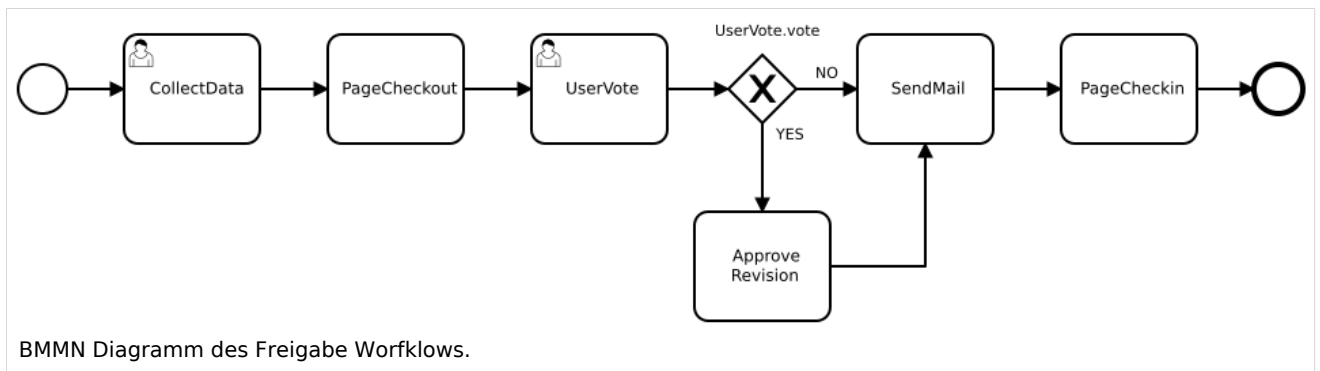 UserVote.vote
CollectData
PageCheckout
UserVote
NO
SendMail
PageCheckin
YES
Approve
Revision
BMMN Diagramm des Freigabe Worfklows.